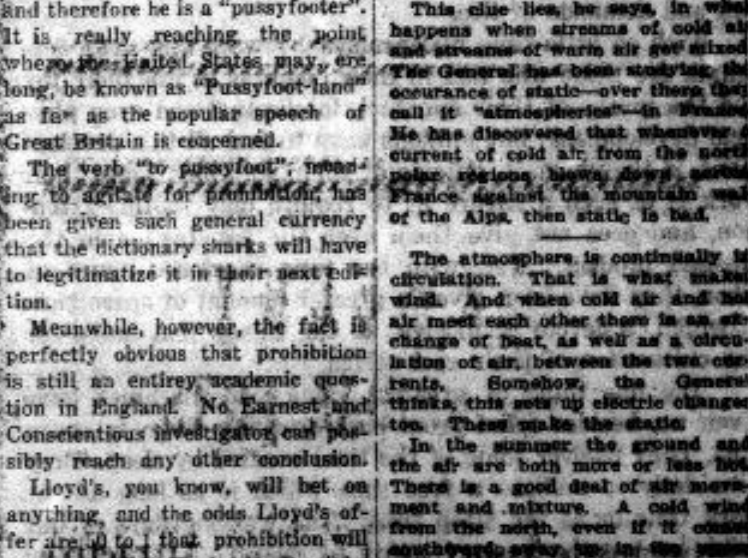 and therefore he is a "pussyfooter".
It is really reaching the point
where the United States may, ere
long, be known as "Pussyfoot-land"
as far as the popular speech of
Great Britain is concerned.
The verb "to pussyfoot", mean-
ing to agitate for prohibition, has
been given such general currency
that the dictionary sharks will have
to legitimatize it in their next edi-
tion.
Meanwhile, however, the fact is
perfectly obvious that prohibition
is still an entirey academic ques-
tion in England. No Earnest and
Conscientious investigator can pos-
sibly reach any other conclusion.
Lloyd's, you know, will bet on
anything, and the odds Lloyd's of-
fer are 50 to 1 that prohibition will
This clue lies, he says, in what
happens when streams of cold air
and streams of warm air get mixed
The General has been studying the
occurance of static—over there they
call it "atmospherics"—in France
He has discovered that whenever a
current of cold air from the north
polar regions blows down across
France against the mountain wall
of the Alps, then static is bad.
The atmosphere is continually in
circulation. That is what makes
wind. And when cold air and hot
air meet each other there is an ex-
change of heat, as well as a circu-
lation of air, between the two cur-
rents. Somehow, the General
thinks, this sets up electric changes
too. These make the static.
In the summer the ground and
the air are both more or less hot
There is a good deal of air move-
ment and mixture. A cold wind
from the north, even if it comes
southward